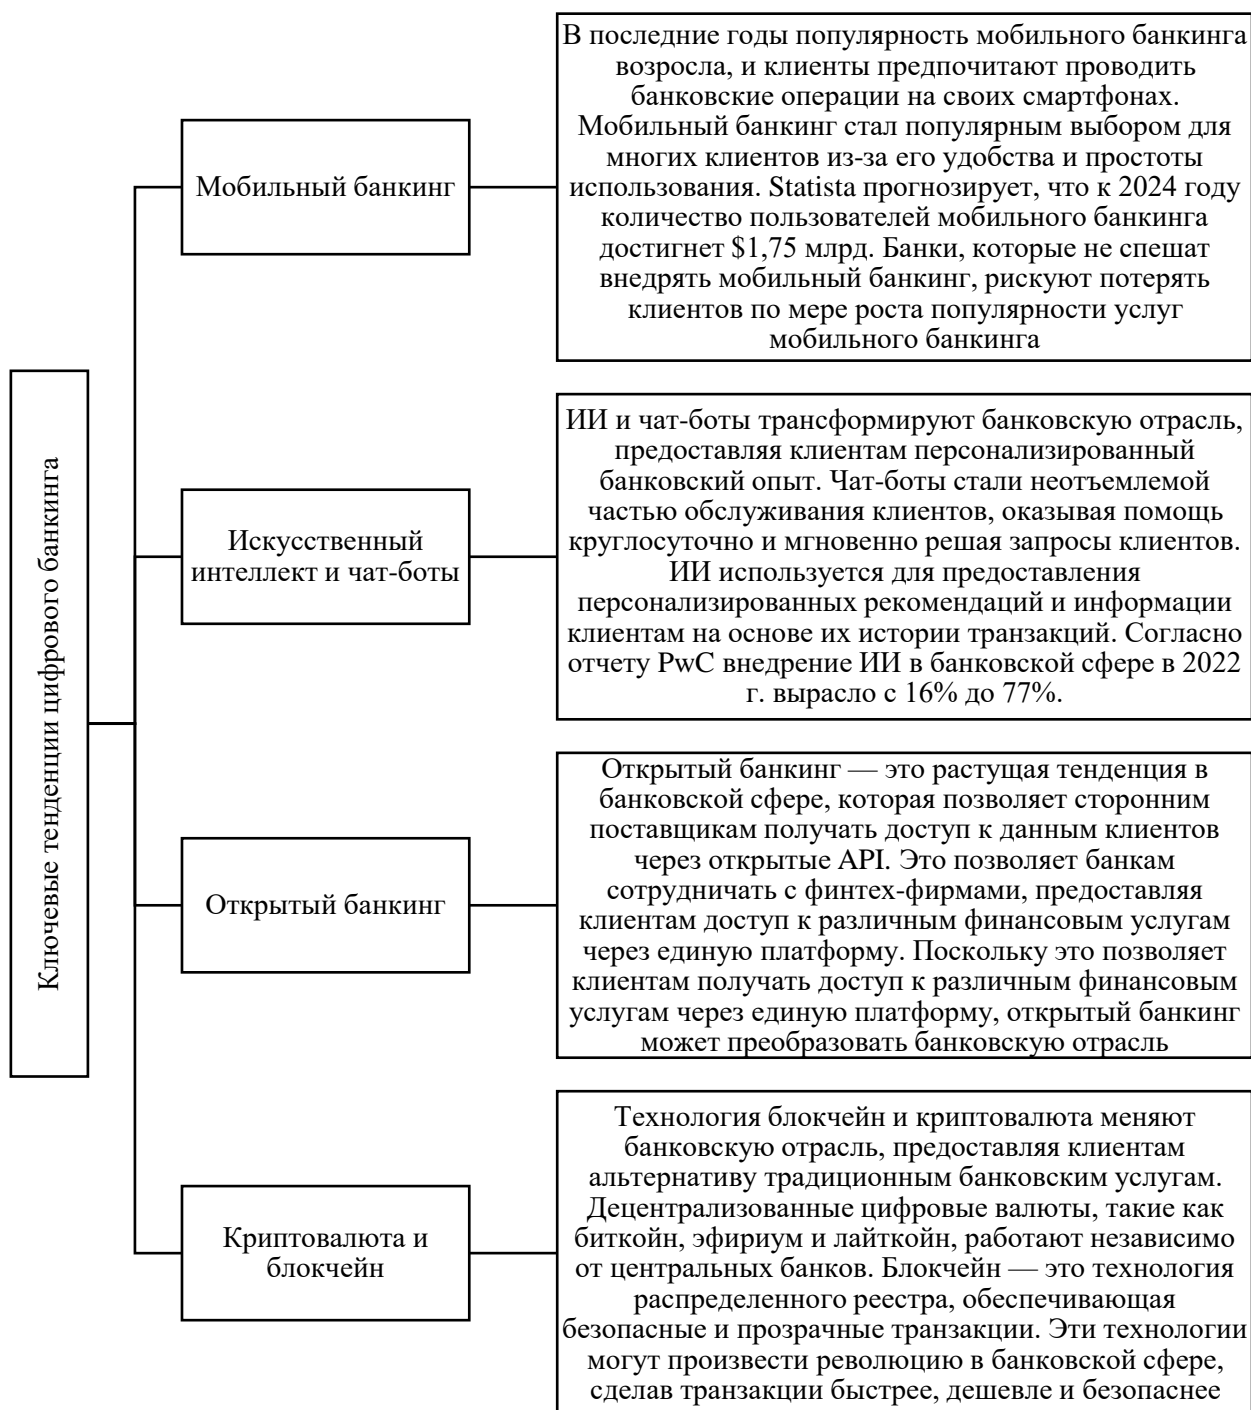 Ключевые тенденции цифрового банкинга
Мобильный банкинг
В последние годы популярность мобильного банкинга
возросла, и клиенты предпочитают проводить
банковские операции на своих смартфонах.
Мобильный банкинг стал популярным выбором для
многих клиентов из-за его удобства и простоты
использования. Statista прогнозирует, что к 2024 году
количество пользователей мобильного банкинга
достигнет $1,75 млрд. Банки, которые не спешат
внедрять мобильный банкинг, рискуют потерять
клиентов по мере роста популярности услуг
мобильного банкинга
Искусственный
интеллект и чат-боты
ИИ и чат-боты трансформируют банковскую отрасль,
предоставляя клиентам персонализированный
банковский опыт. Чат-боты стали неотъемлемой
частью обслуживания клиентов, оказывая помощь
круглосуточно и мгновенно решая запросы клиентов.
ИИ используется для предоставления
персонализированных рекомендаций и информации
клиентам на основе их истории транзакций. Согласно
отчету PwC внедрение ИИ в банковской сфере в 2022
г. вырасло с 16% до 77%.
Открытый банкинг
Открытый банкинг — это растущая тенденция в
банковской сфере, которая позволяет сторонним
поставщикам получать доступ к данным клиентов
через открытые API. Это позволяет банкам
сотрудничать с финтех-фирмами, предоставляя
клиентам доступ к различным финансовым услугам
через единую платформу. Поскольку это позволяет
клиентам получать доступ к различным финансовым
услугам через единую платформу, открытый банкинг
может преобразовать банковскую отрасль
Криптовалюта и
блокчейн
Технология блокчейн и криптовалюта меняют
банковскую отрасль, предоставляя клиентам
альтернативу традиционным банковским услугам.
Децентрализованные цифровые валюты, такие как
биткойн, эфириум и лайткойн, работают независимо
от центральных банков. Блокчейн — это технология
распределенного реестра, обеспечивающая
безопасные и прозрачные транзакции. Эти технологии
могут произвести революцию в банковской сфере,
сделав транзакции быстрее, дешевле и безопаснее